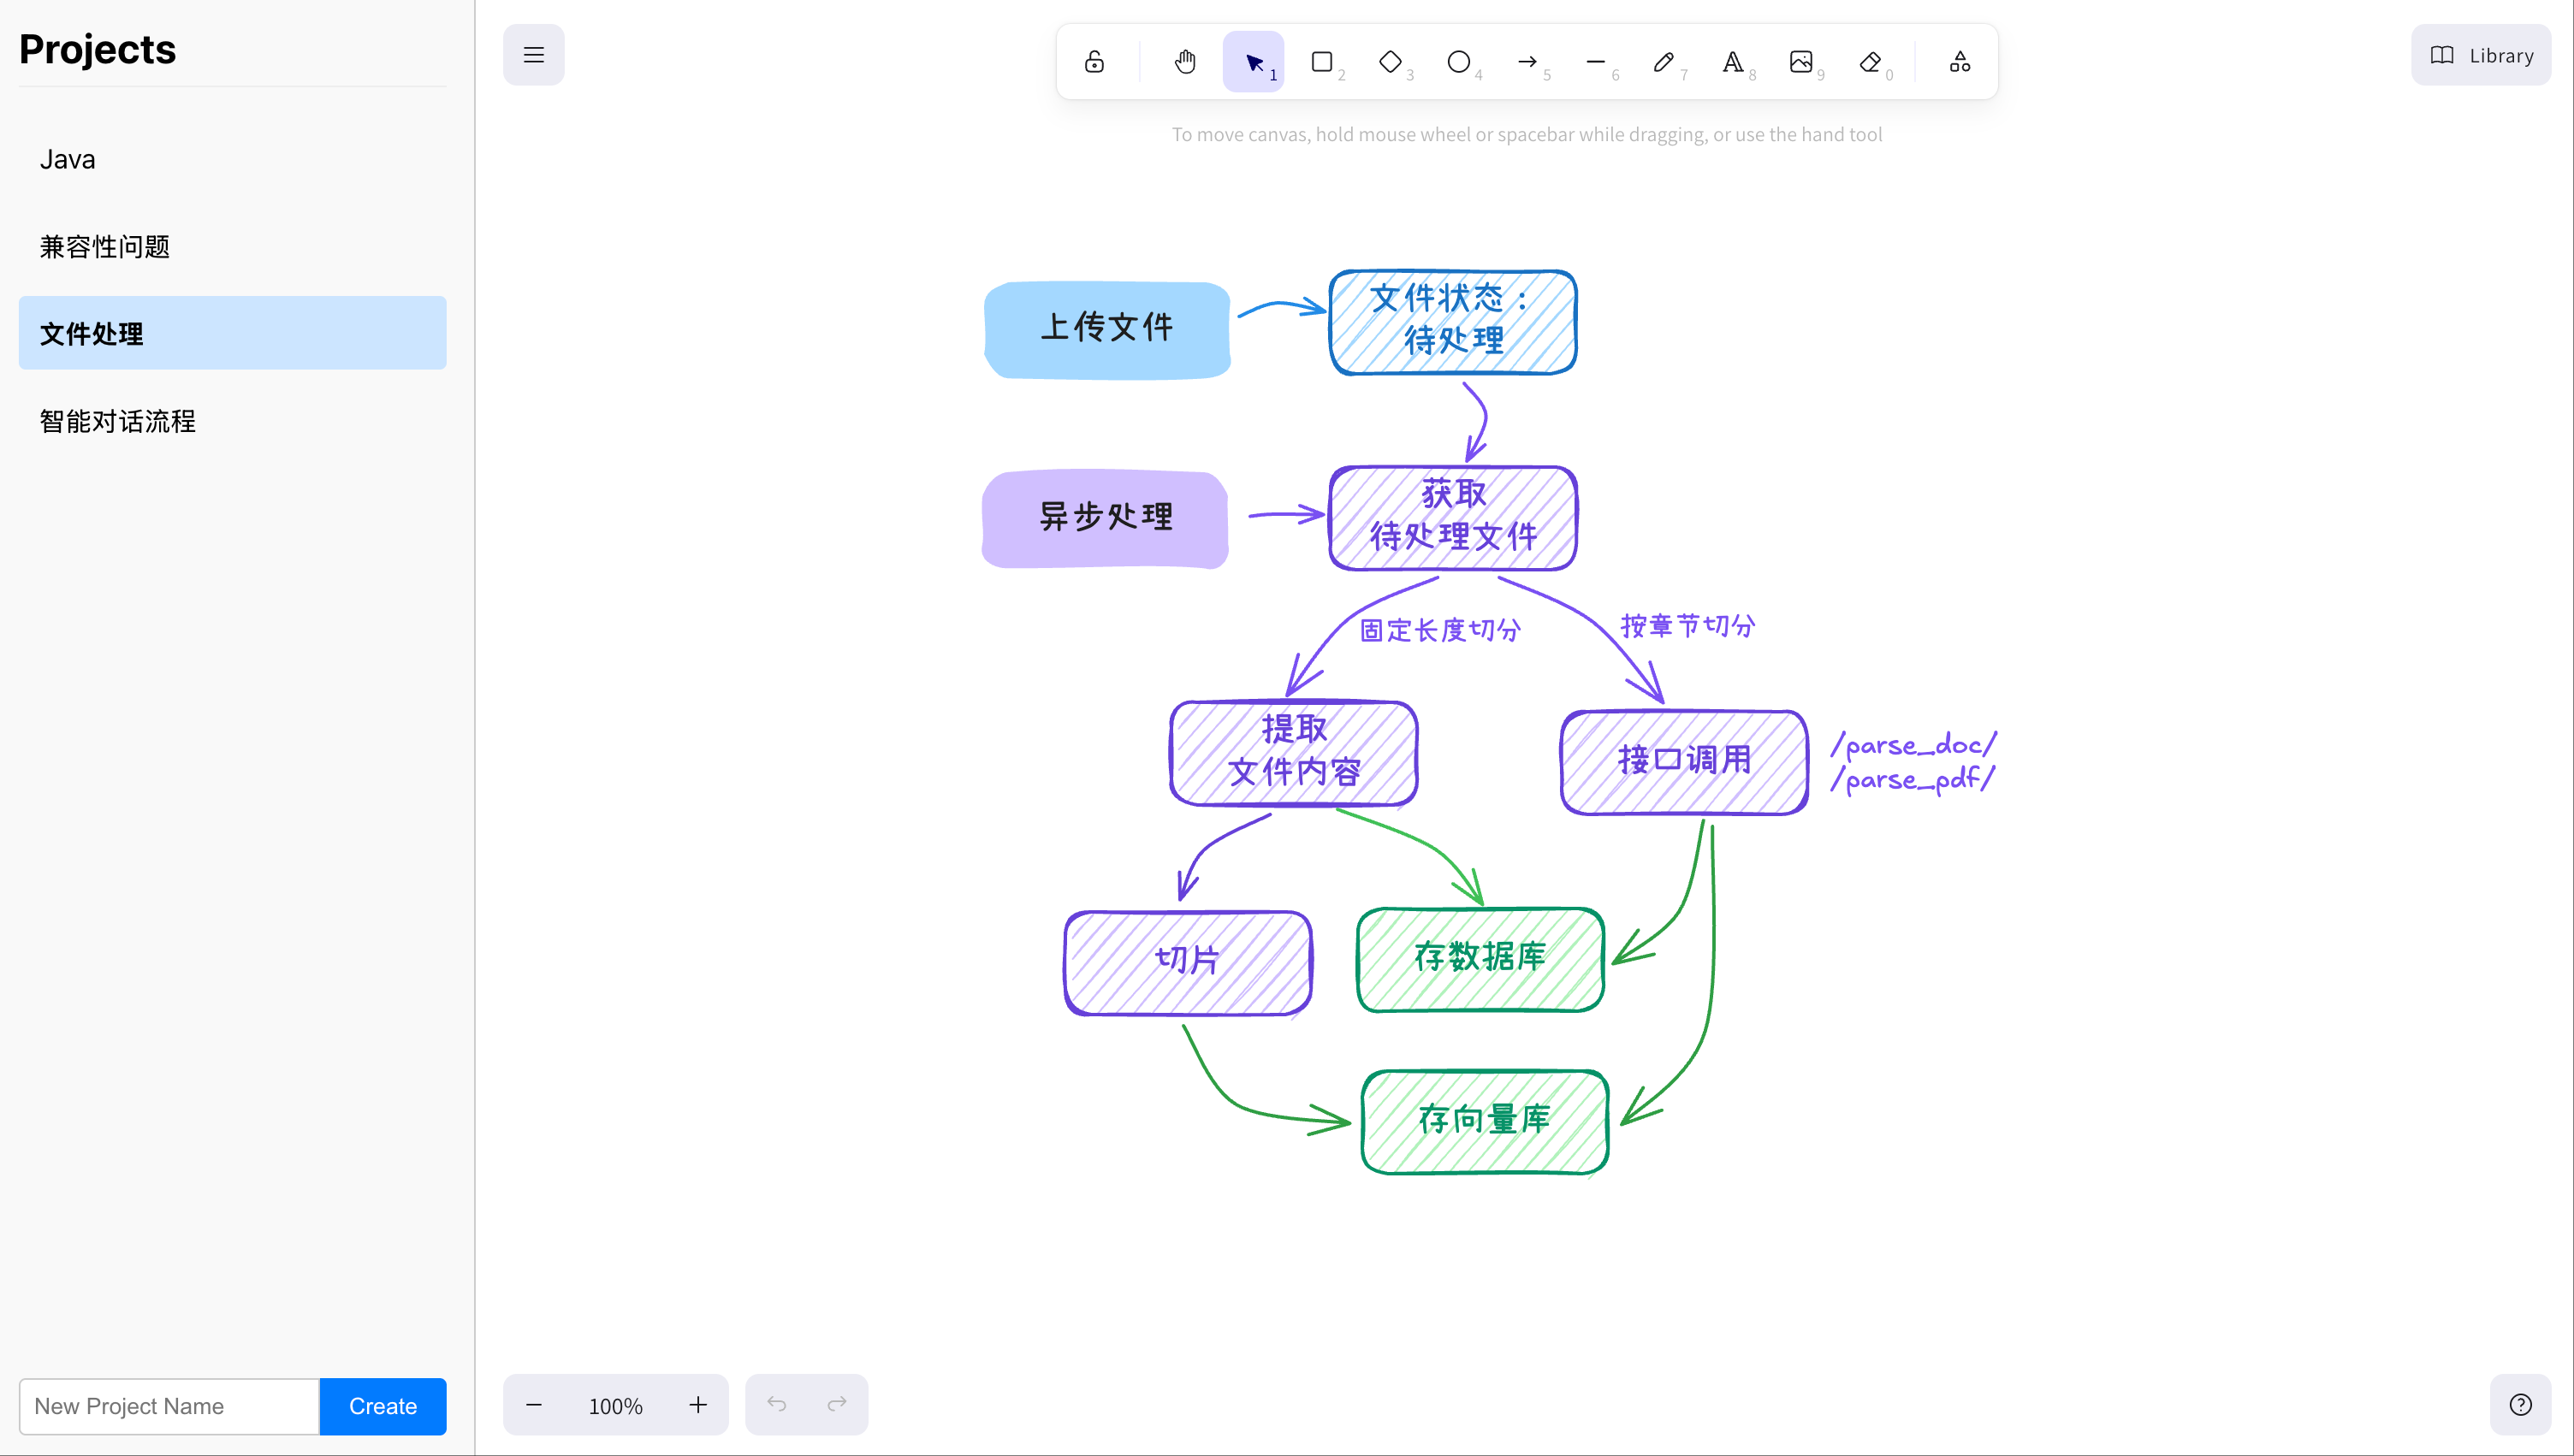 Projects
Java
兼容性问题
文件处理
智能对话流程
New Project Name
Create
1
2
3
4
5
6
7
8
9
0
Library
To move canvas, hold mouse wheel or spacebar while dragging, or use the hand tool
上传文件
文件状态：
待处理
异步处理
获取
待处理文件
固定长度切分
按章节切分
提取
文件内容
接口调用
/parse_doc/
/parse_pdf/
切片
存数据库
存向量库
100%